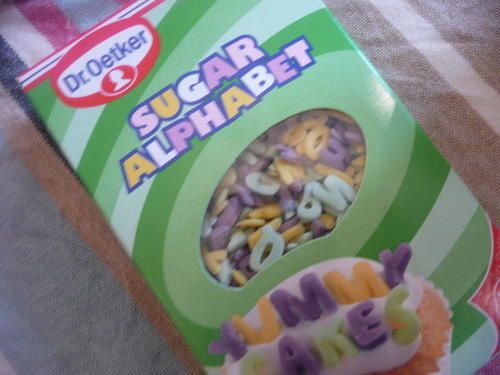 Dr. Oetker
SUGAR
ALPHABET
YUMMY
CAKES